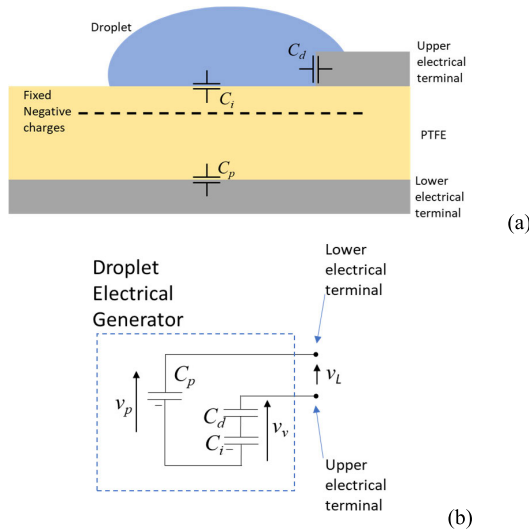 Droplet
C_d
Upper
electrical
terminal
Fixed
Negative
charges
C_i
PTFE
C_p
Lower
electrical
terminal
(a)
Droplet
Electrical
Generator
Lower
electrical
terminal
C_p
v_p
v_L
C_d
v_v
C_i
Upper
electrical
terminal
(b)